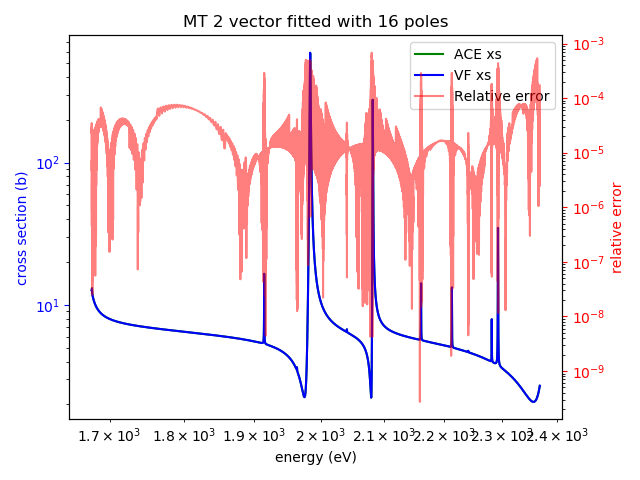 MT 2 vector fitted with 16 poles
ACE xs
VF xs
Relative error
cross section (b)
10²
10¹
relative error
10⁻³
10⁻⁴
10⁻⁵
10⁻⁶
10⁻⁷
10⁻⁸
10⁻⁹
1.7 × 10³ 1.8 × 10³ 1.9 × 10³ 2 × 10³ 2.1 × 10³ 2.2 × 10³ 2.3 × 10³ 2.4 × 10³
energy (eV)